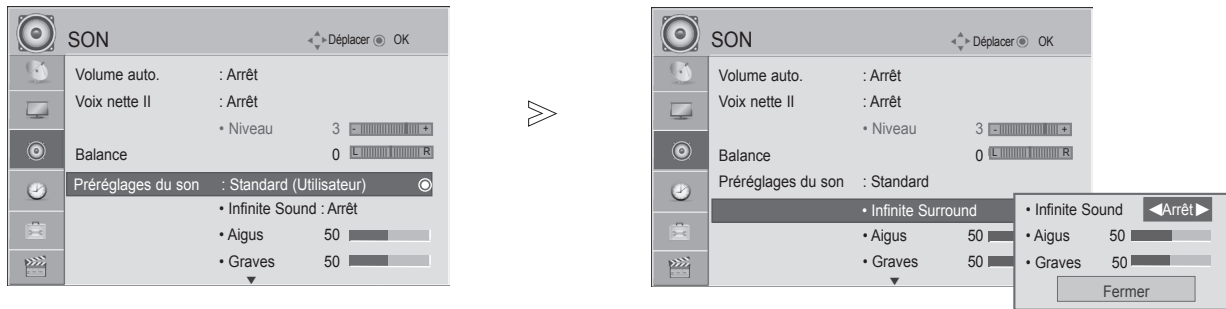 SON Déplacer OK
Volume auto. : Arrêt
Voix nette II : Arrêt
• Niveau 3 - +
Balance 0 L R
Préréglages du son : Standard (Utilisateur)
• Infinite Sound : Arrêt
• Aigus 50
• Graves 50
SON Déplacer OK
Volume auto. : Arrêt
Voix nette II : Arrêt
• Niveau 3 - +
Balance 0 L R
Préréglages du son : Standard
• Infinite Surround
• Aigus 50
• Graves 50
• Infinite Sound ◀Arrêt▶
• Aigus 50
• Graves 50
Fermer